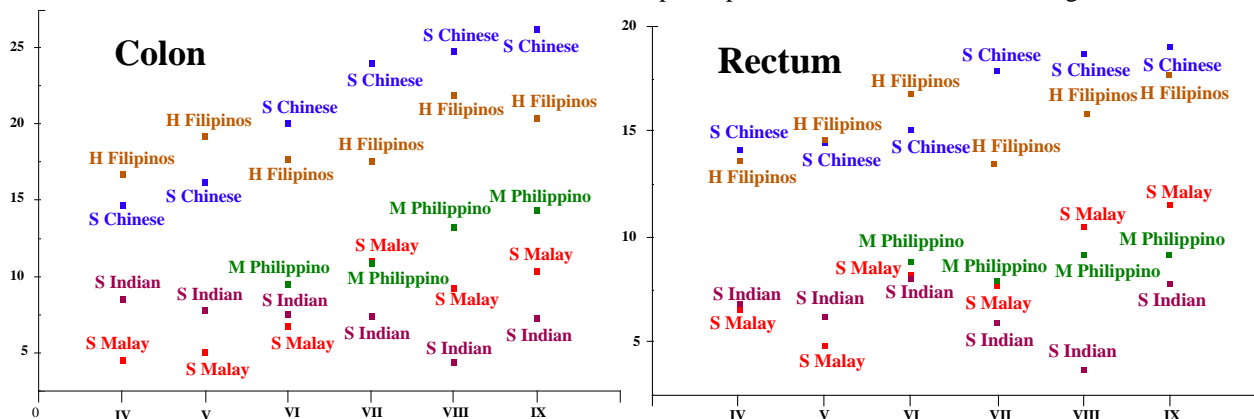 25
20
15
10
5
0
Colon
S Chinese
S Chinese
S Chinese
S Chinese
S Chinese
S Chinese
H Filipinos
H Filipinos
H Filipinos
H Filipinos
H Filipinos
H Filipinos
M Philippino
M Philippino
M Philippino
M Philippino
S Malay
S Malay
S Malay
S Malay
S Malay
S Malay
S Indian
S Indian
S Indian
S Indian
S Indian
S Indian
IV V VI VII VIII IX
20
15
10
5
Rectum
S Chinese
S Chinese
S Chinese
S Chinese
S Chinese
S Chinese
H Filipinos
H Filipinos
H Filipinos
H Filipinos
H Filipinos
H Filipinos
S Malay
S Malay
S Malay
S Malay
S Malay
S Malay
M Philippino
M Philippino
M Philippino
M Philippino
S Indian
S Indian
S Indian
S Indian
S Indian
S Indian
IV V VI VII VIII IX